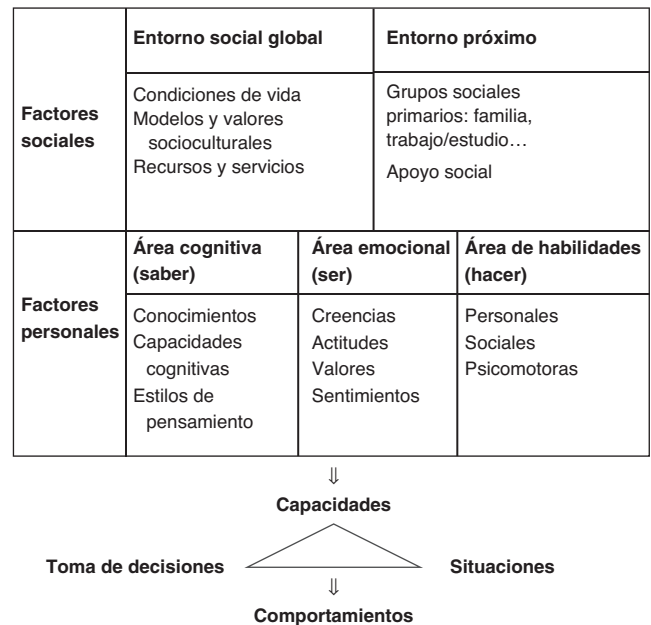 Entorno social global
Entorno próximo
Factores
sociales
Condiciones de vida
Modelos y valores
socioculturales
Recursos y servicios
Grupos sociales
primarios: familia,
trabajo/estudio…
Apoyo social
Factores
personales
Área cognitiva
(saber)
Área emocional
(ser)
Área de habilidades
(hacer)
Conocimientos
Capacidades
cognitivas
Estilos de
pensamiento
Creencias
Actitudes
Valores
Sentimientos
Personales
Sociales
Psicomotoras
⇓
Capacidades
Toma de decisiones
Situaciones
⇓
Comportamientos